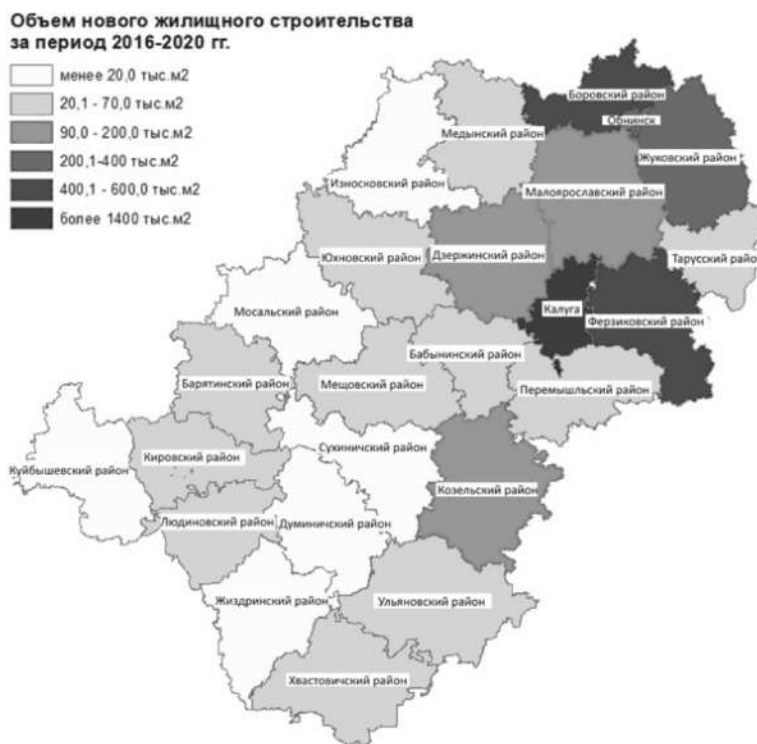 Объем нового жилищного строительства
за период 2016-2020 гг.
менее 20,0 тыс.м2
20,1 - 70,0 тыс.м2
90,0 - 200,0 тыс.м2
200,1-400 тыс.м2
400,1 - 600,0 тыс.м2
более 1400 тыс.м2
Боровский район
Обнинск
Медынский район
Жуковский район
Износковский район
Малоярославский район
Юхновский район
Дзержинский район
Тарусский райо
Мосальский район
Калуга
Ферзиковский район
Бабынинский район
Барятинский район
Мещовский район
Перемышльский район
Сухиничский район
Кировский район
Куйбышевский район
Козельский район
Людиновский район
Думиничский район
Жиздринский район
Ульяновский район
Хвастовичский район